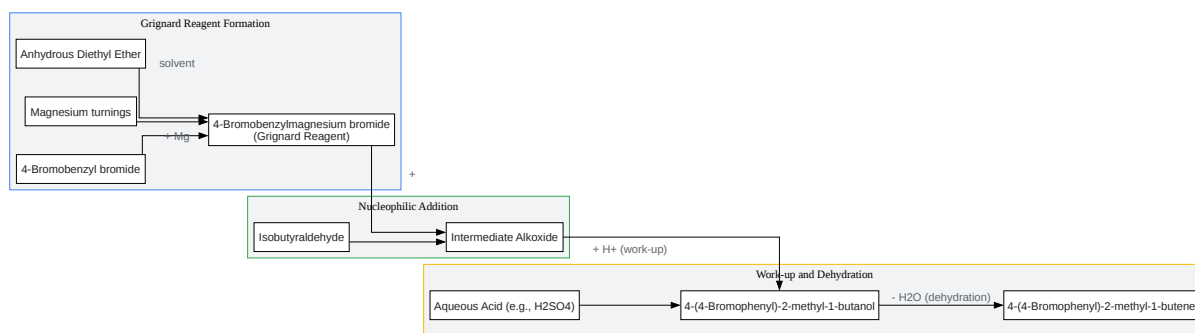 Grignard Reagent Formation
Anhydrous Diethyl Ether
solvent
Magnesium turnings
4-Bromobenzylmagnesium bromide
(Grignard Reagent)
+ Mg
4-Bromobenzyl bromide
+
Nucleophilic Addition
Isobutyraldehyde
Intermediate Alkoxide
+ H+ (work-up)
Work-up and Dehydration
Aqueous Acid (e.g., H2SO4)
4-(4-Bromophenyl)-2-methyl-1-butanol
- H2O (dehydration)
4-(4-Bromophenyl)-2-methyl-1-butene